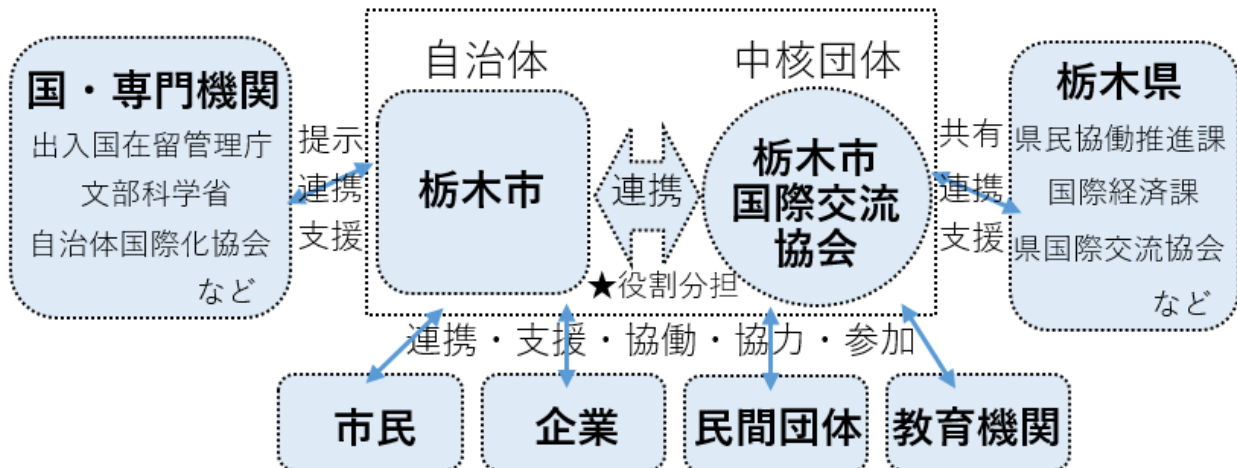 自治体
中核団体
国・専門機関
出入国在留管理庁
文部科学省
自治体国際化協会
など
提示
連携
支援
栃木市
連携
栃木市
国際交流
協会
★役割分担
共有
連携
支援
栃木県
県民協働推進課
国際経済課
県国際交流協会
など
連携・支援・協働・協力・参加
市民
企業
民間団体
教育機関